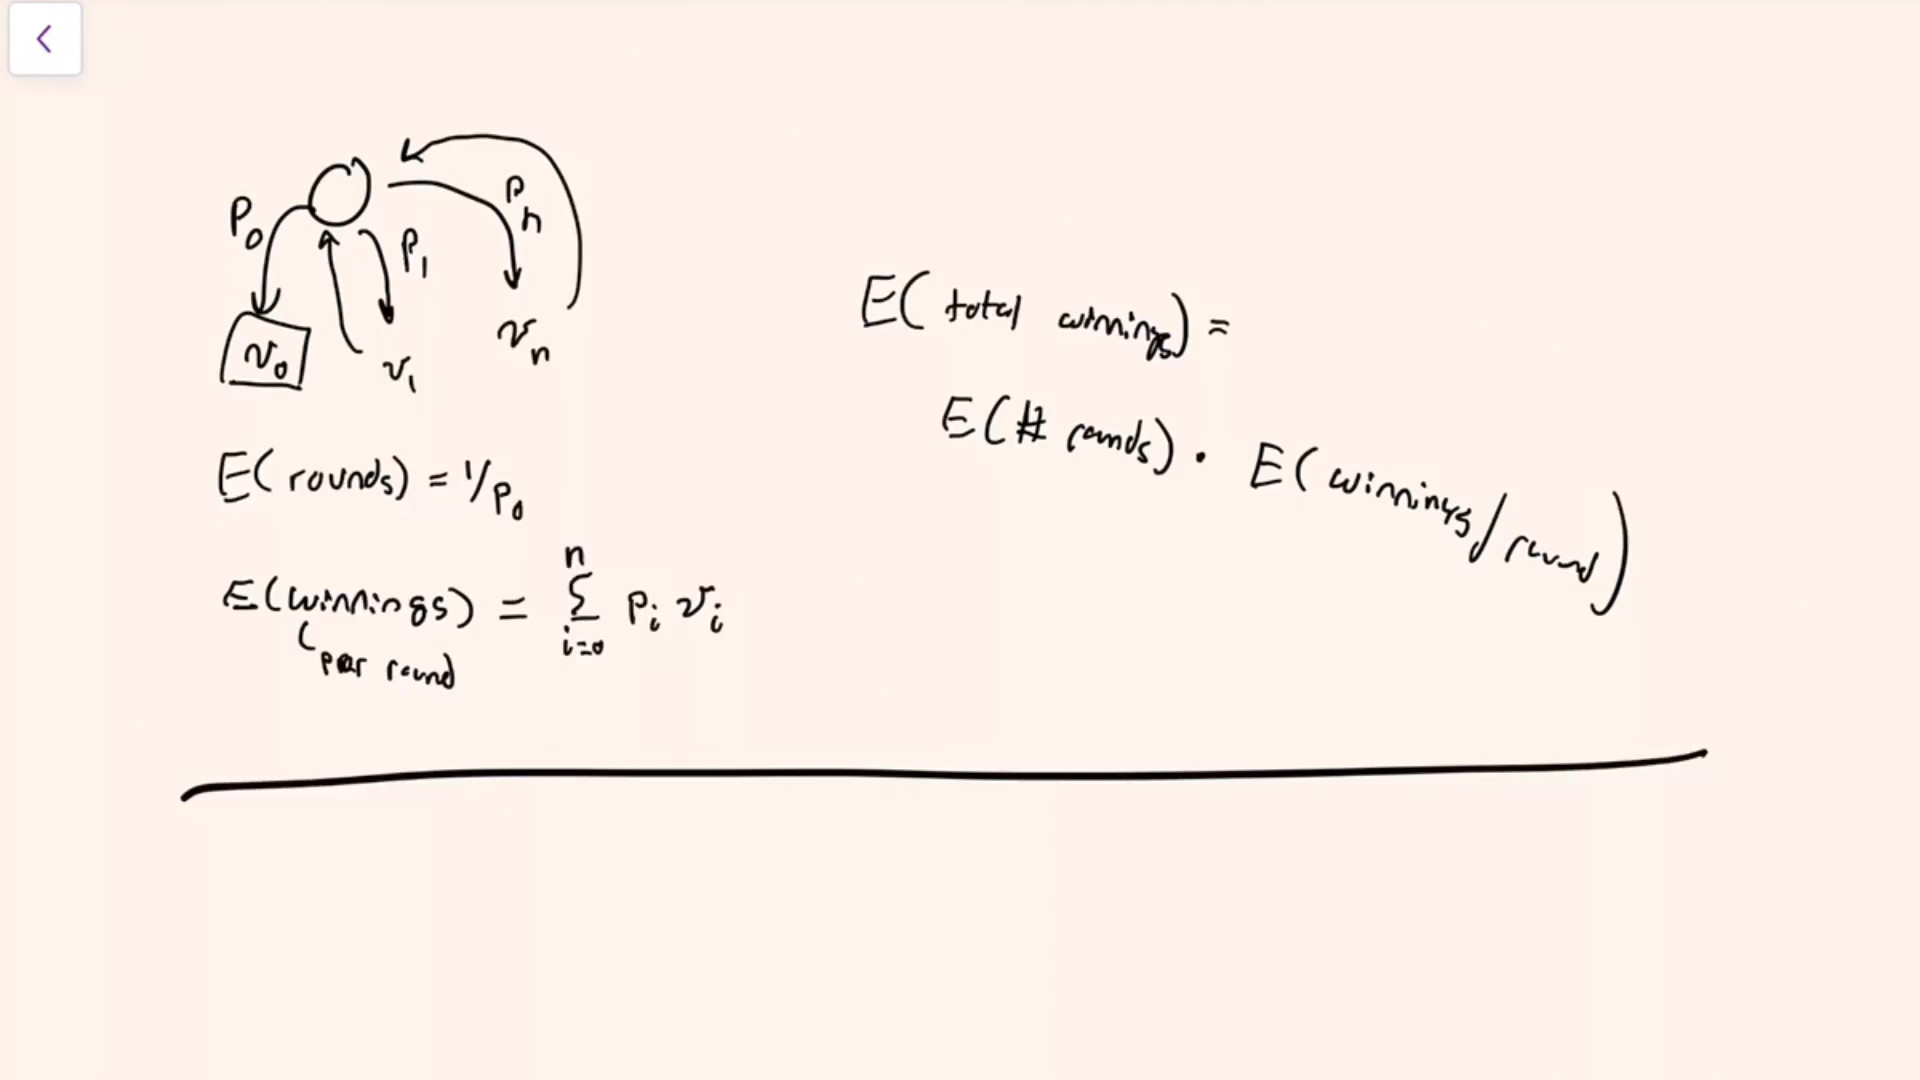 P₀
P₁
Pₙ
v₀
v₁
vₙ
E(rounds) = 1/P₀
n
E(winnings) = Σ pᵢ vᵢ
i=0
per round
E(total winnings) =
E(# rounds) · E(winnings/round)